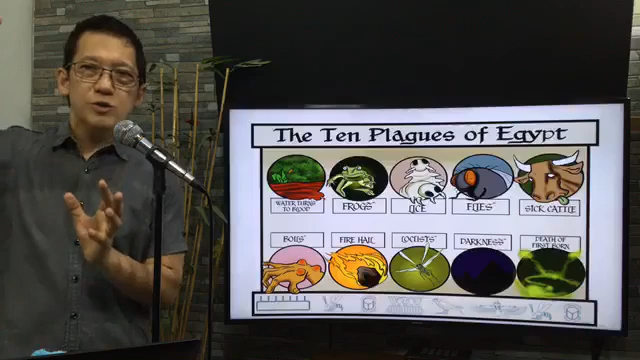 The Ten Plagues of Egypt
WATER TURNS
TO BLOOD
FROGS
LICE
FLIES
SICK CATTLE
BOILS
FIRE HAIL
LOCUSTS
DARKNESS
DEATH OF
FIRST BORN